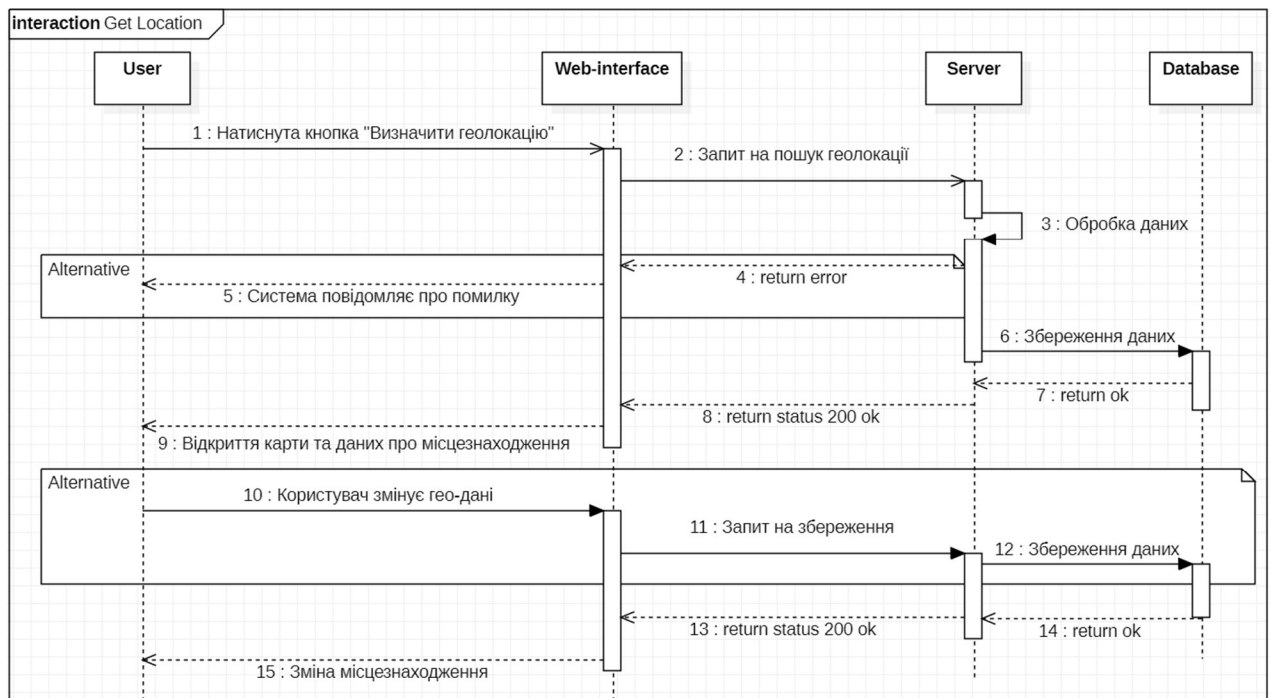 interaction Get Location
User
Web-interface
Server
Database
1 : Натиснута кнопка "Визначити геолокацію"
2 : Запит на пошук геолокації
3 : Обробка даних
Alternative
4 : return error
5 : Система повідомляє про помилку
6 : Збереження даних
7 : return ok
8 : return status 200 ok
9 : Відкриття карти та даних про місцезнаходження
Alternative
10 : Користувач змінує гео-дані
11 : Запит на збереження
12 : Збереження даних
13 : return status 200 ok
14 : return ok
15 : Зміна місцезнаходження